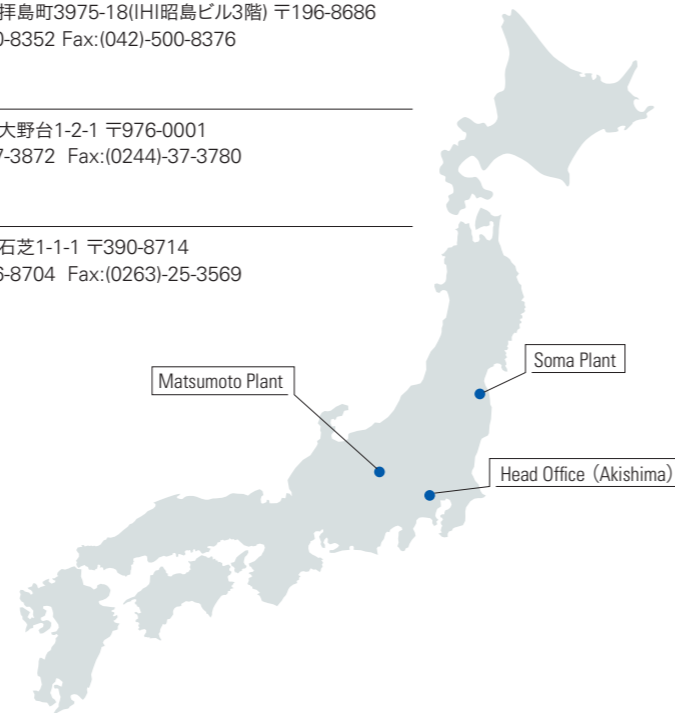 拝島町3975-18(IHI昭島ビル3階) 〒196-8686
0-8352 Fax:(042)-500-8376
大野台1-2-1 〒976-0001
7-3872 Fax:(0244)-37-3780
石芝1-1-1 〒390-8714
6-8704 Fax:(0263)-25-3569
Soma Plant
Matsumoto Plant
Head Office (Akishima)